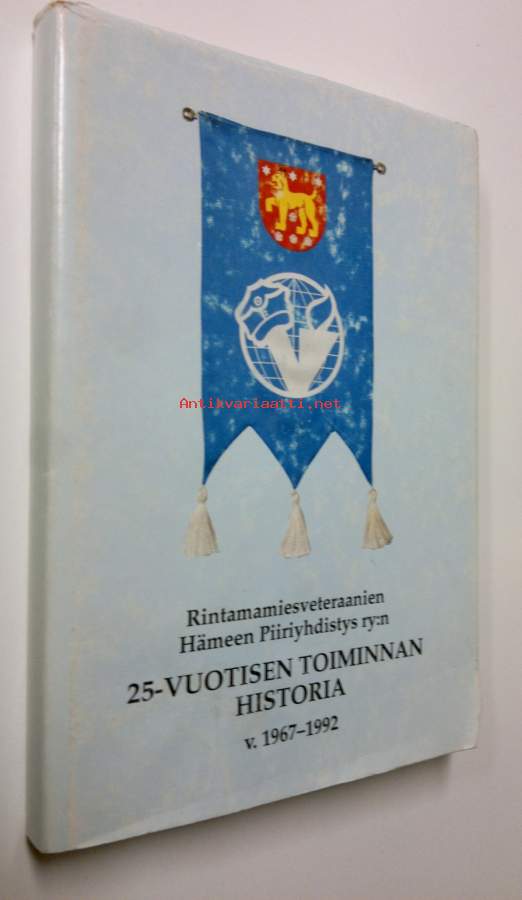 Antikvariaatti.net
Rintamamiesveteraanien
Hämeen Piiriyhdistys ry:n
25-VUOTISEN TOIMINNAN
HISTORIA
v. 1967–1992